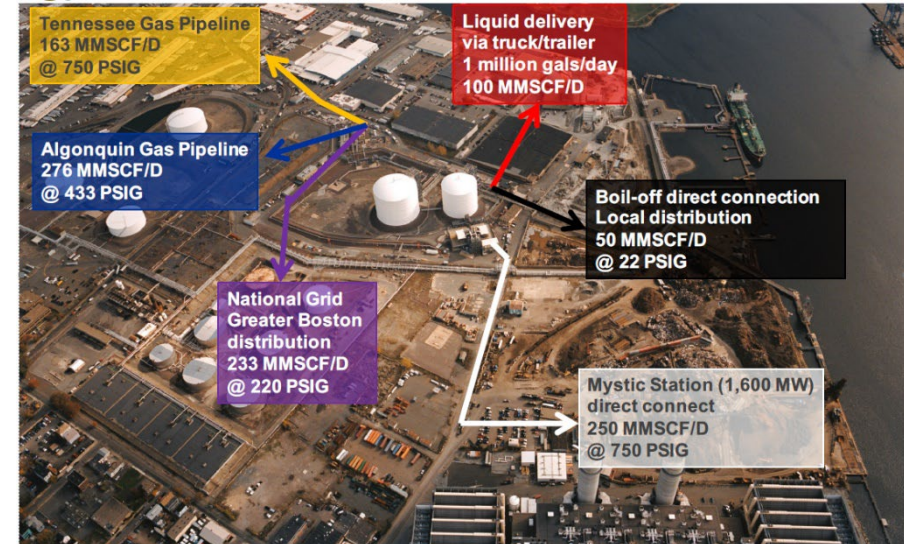 Tennessee Gas Pipeline
163 MMSCF/D
@ 750 PSIG
Liquid delivery
via truck/trailer
1 million gals/day
100 MMSCF/D
Algonquin Gas Pipeline
276 MMSCF/D
@ 433 PSIG
Boil-off direct connection
Local distribution
50 MMSCF/D
@ 22 PSIG
National Grid
Greater Boston
distribution
233 MMSCF/D
@ 220 PSIG
Mystic Station (1,600 MW)
direct connect
250 MMSCF/D
@ 750 PSIG